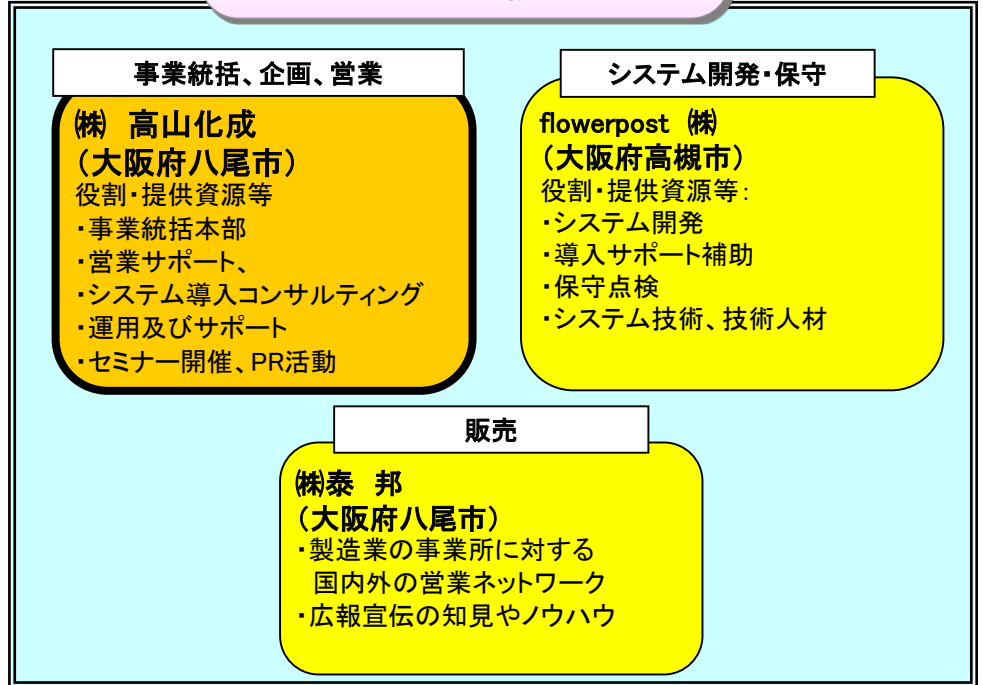 事業統括、企画、営業
㈱ 高山化成
（大阪府八尾市）
役割・提供資源等
・事業統括本部
・営業サポート、
・システム導入コンサルティング
・運用及びサポート
・セミナー開催、PR活動
システム開発・保守
flowerpost ㈱
（大阪府高槻市）
役割・提供資源等：
・システム開発
・導入サポート補助
・保守点検
・システム技術、技術人材
販売
㈱泰 邦
（大阪府八尾市）
・製造業の事業所に対する
国内外の営業ネットワーク
・広報宣伝の知見やノウハウ